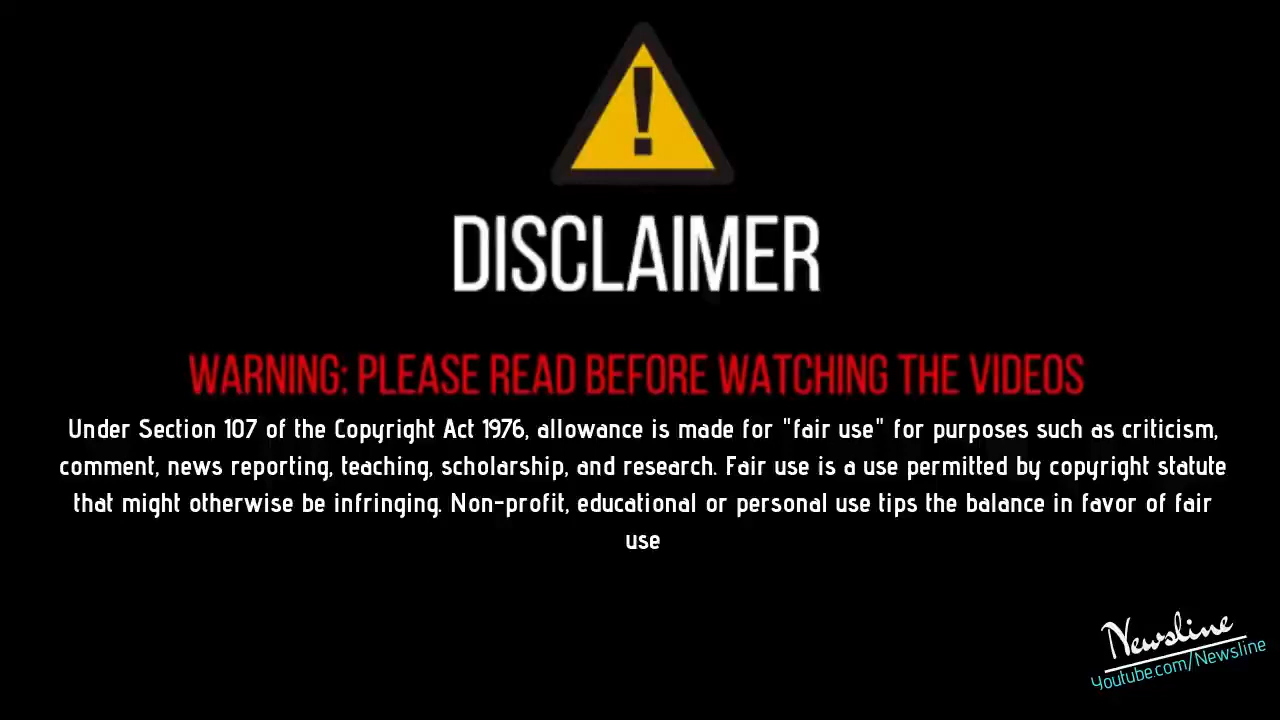 DISCLAIMER
WARNING: PLEASE READ BEFORE WATCHING THE VIDEOS
Under Section 107 of the Copyright Act 1976, allowance is made for "fair use" for purposes such as criticism,
comment, news reporting, teaching, scholarship, and research. Fair use is a use permitted by copyright statute
that might otherwise be infringing. Non-profit, educational or personal use tips the balance in favor of fair
use
Newsline
Youtube.com/Newsline